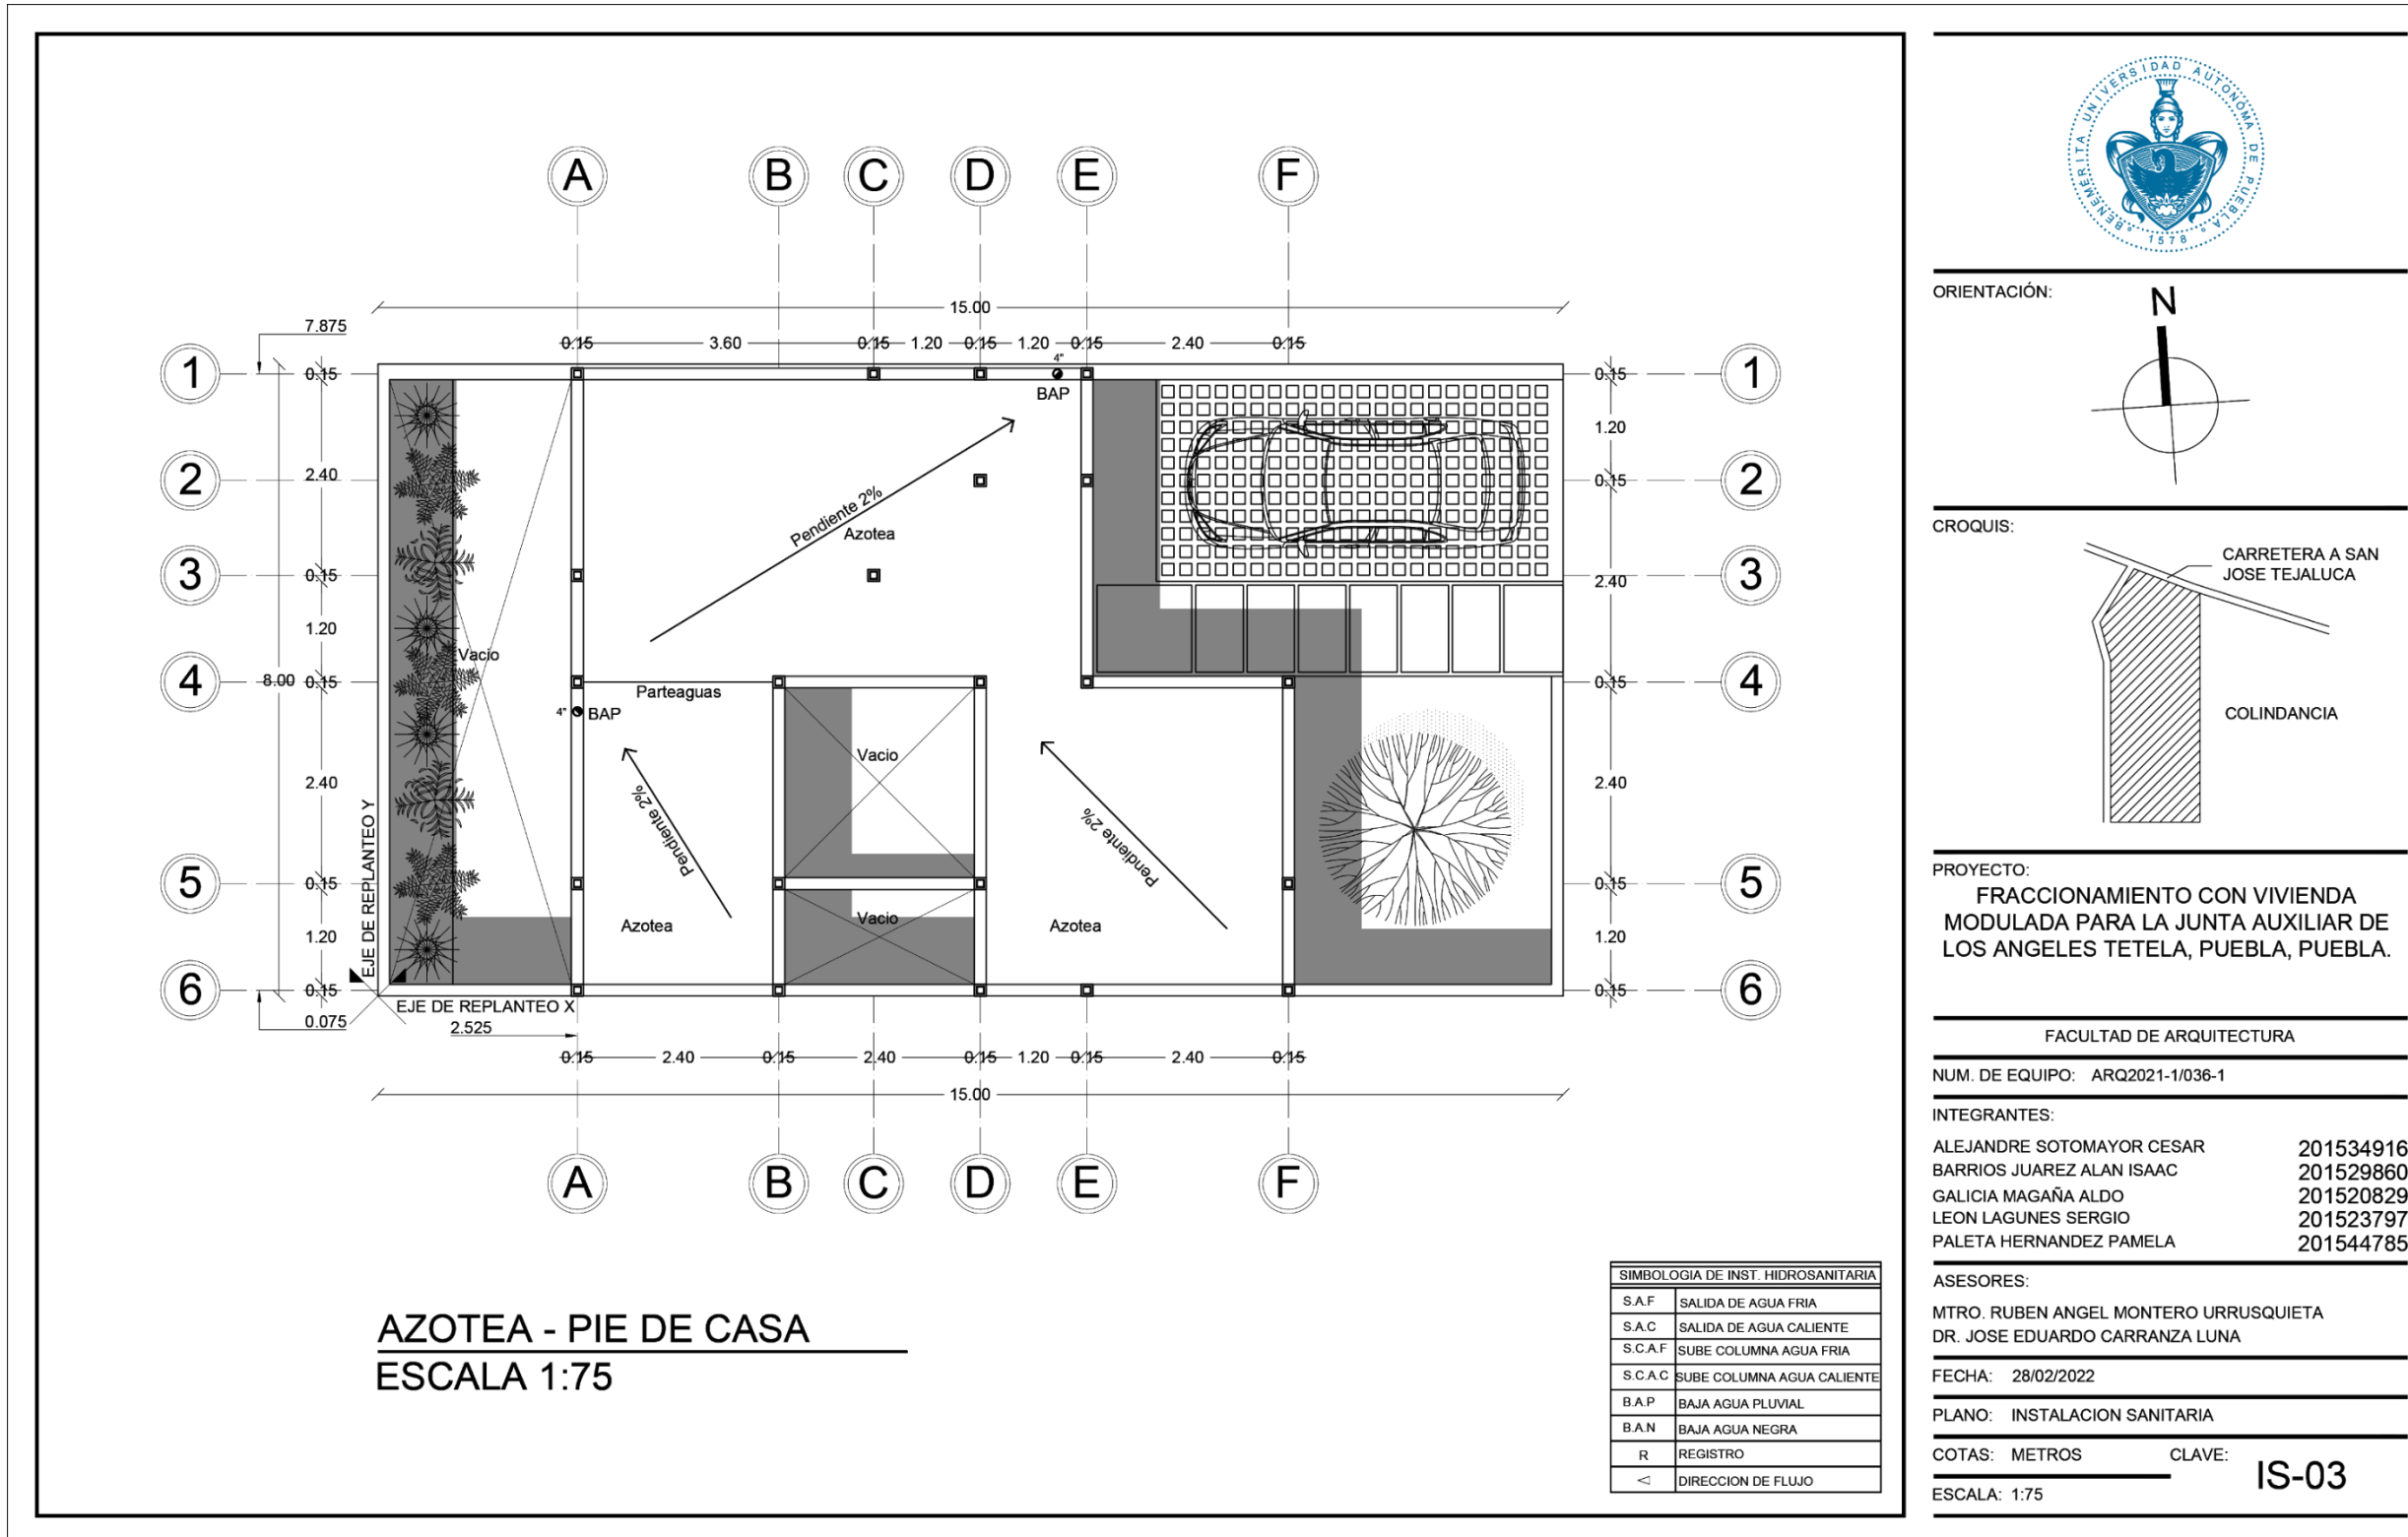 A B C D E F
15.00
7.875
0.15 3.60 0.15 1.20 0.15 1.20 0.15 2.40 0.15
4"
1 0.15 0.15 1
BAP
1.20
2 2.40 0.15 2
Pendiente 2%
Azotea
3 0.15 2.40 3
1.20
Vacio
4 8.00 0.15 0.15 4
Parteaguas
4" BAP
Vacio
2.40 2.40
Pendiente 2%
Pendiente 2%
EJE DE REPLANTEO Y
5 0.15 0.15 5
Vacio
Azotea Azotea
1.20 1.20
6 0.15 0.15 6
EJE DE REPLANTEO X
0.075
2.525
0.15 2.40 0.15 2.40 0.15 1.20 0.15 2.40 0.15
15.00
A B C D E F
AZOTEA - PIE DE CASA
ESCALA 1:75
SIMBOLOGIA DE INST. HIDROSANITARIA
S.A.F SALIDA DE AGUA FRIA
S.A.C SALIDA DE AGUA CALIENTE
S.C.A.F SUBE COLUMNA AGUA FRIA
S.C.A.C SUBE COLUMNA AGUA CALIENTE
B.A.P BAJA AGUA PLUVIAL
B.A.N BAJA AGUA NEGRA
R REGISTRO
< DIRECCION DE FLUJO
BENEMÉRITA UNIVERSIDAD AUTONÓMA DE PUEBLA
1578
ORIENTACIÓN:
N
CROQUIS:
CARRETERA A SAN
JOSE TEJALUCA
COLINDANCIA
PROYECTO:
FRACCIONAMIENTO CON VIVIENDA
MODULADA PARA LA JUNTA AUXILIAR DE
LOS ANGELES TETELA, PUEBLA, PUEBLA.
FACULTAD DE ARQUITECTURA
NUM. DE EQUIPO: ARQ2021-1/036-1
INTEGRANTES:
ALEJANDRE SOTOMAYOR CESAR 201534916
BARRIOS JUAREZ ALAN ISAAC 201529860
GALICIA MAGAÑA ALDO 201520829
LEON LAGUNES SERGIO 201523797
PALETA HERNANDEZ PAMELA 201544785
ASESORES:
MTRO. RUBEN ANGEL MONTERO URRUSQUIETA
DR. JOSE EDUARDO CARRANZA LUNA
FECHA: 28/02/2022
PLANO: INSTALACION SANITARIA
COTAS: METROS CLAVE: IS-03
ESCALA: 1:75